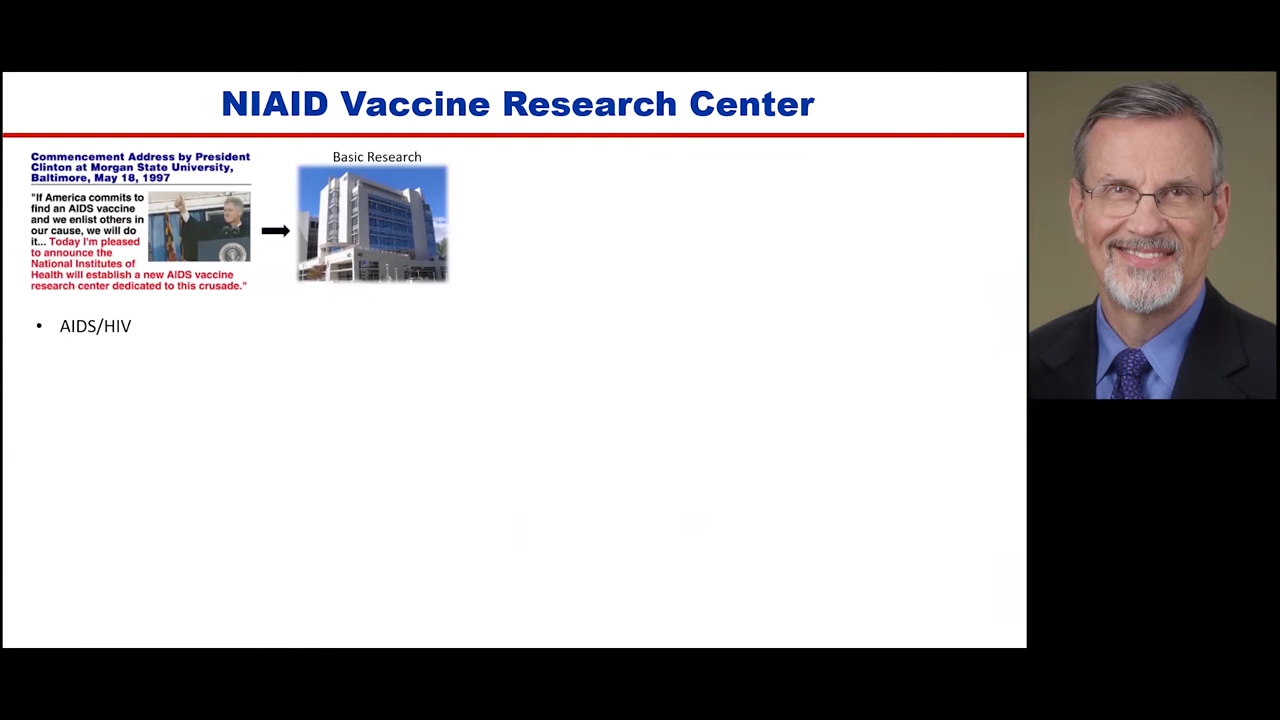 NIAID Vaccine Research Center
Commencement Address by President
Clinton at Morgan State University,
Baltimore, May 18, 1997
"If America commits to
find an AIDS vaccine
and we enlist others in
our cause, we will do
it... Today I'm pleased
to announce the
National Institutes of
Health will establish a new AIDS vaccine
research center dedicated to this crusade."
Basic Research
• AIDS/HIV